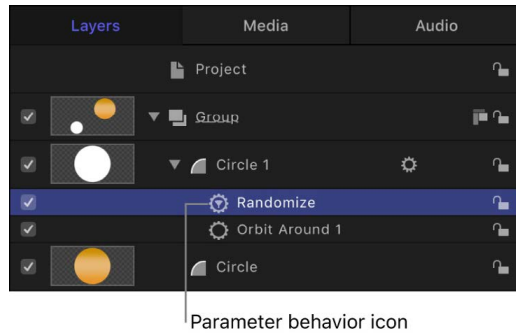 Layers Media Audio
Project
Group
Circle 1
Randomize
Orbit Around 1
Circle
Parameter behavior icon